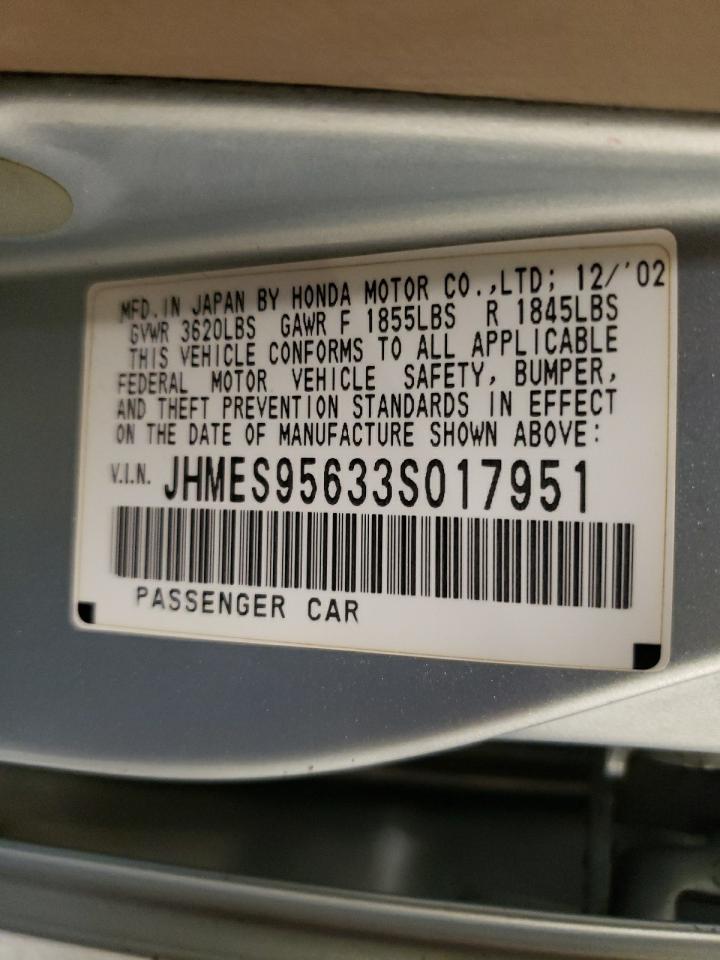 MFD.IN JAPAN BY HONDA MOTOR CO.,LTD; 12/'02
GVWR 3620LBS GAWR F 1855LBS R 1845LBS
THIS VEHICLE CONFORMS TO ALL APPLICABLE
FEDERAL MOTOR VEHICLE SAFETY, BUMPER,
AND THEFT PREVENTION STANDARDS IN EFFECT
ON THE DATE OF MANUFACTURE SHOWN ABOVE:
V.I.N. JHMES95633S017951
PASSENGER CAR